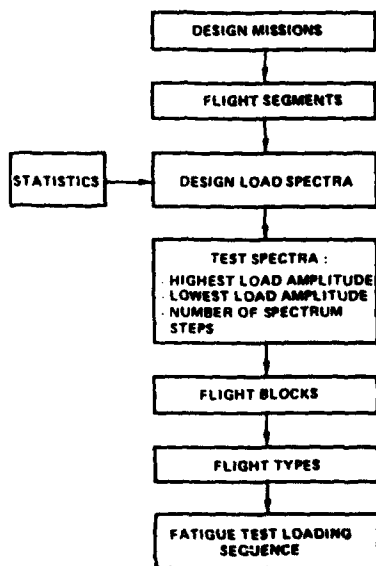 DESIGN MISSIONS
FLIGHT SEGMENTS
STATISTICS
DESIGN LOAD SPECTRA
TEST SPECTRA :
· HIGHEST LOAD AMPLITUDE
· LOWEST LOAD AMPLITUDE
· NUMBER OF SPECTRUM
STEPS
FLIGHT BLOCKS
FLIGHT TYPES
FATIGUE TEST LOADING
SEQUENCE